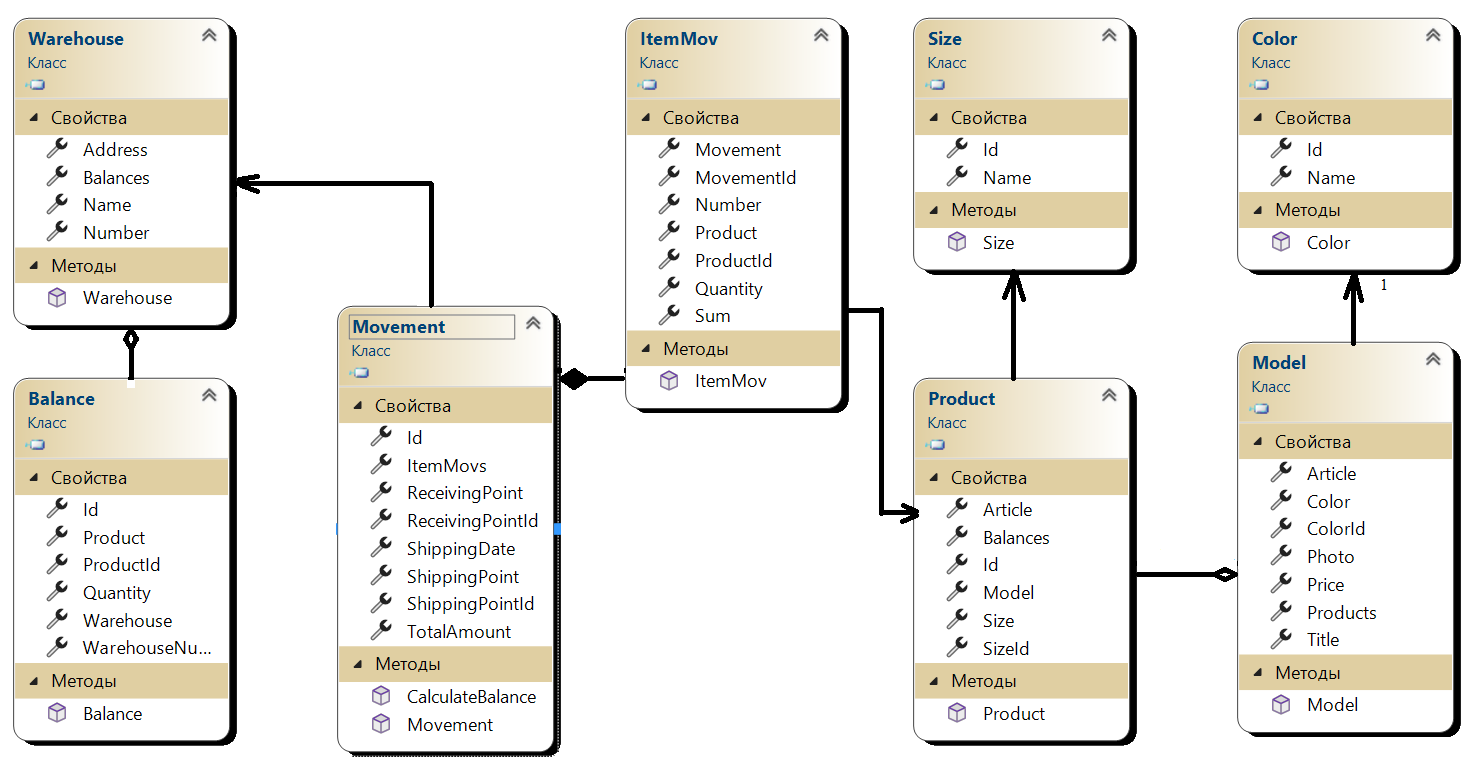 Warehouse
Класс
Свойства
Address
Balances
Name
Number
Методы
Warehouse
Balance
Класс
Свойства
Id
Product
ProductId
Quantity
Warehouse
WarehouseNu...
Методы
Balance
Movement
Класс
Свойства
Id
ItemMovs
ReceivingPoint
ReceivingPointId
ShippingDate
ShippingPoint
ShippingPointId
TotalAmount
Методы
CalculateBalance
Movement
ItemMov
Класс
Свойства
Movement
MovementId
Number
Product
ProductId
Quantity
Sum
Методы
ItemMov
Size
Класс
Свойства
Id
Name
Методы
Size
Product
Класс
Свойства
Article
Balances
Id
Model
Size
SizeId
Методы
Product
Color
Класс
Свойства
Id
Name
Методы
Color
1
Model
Класс
Свойства
Article
Color
ColorId
Photo
Price
Products
Title
Методы
Model